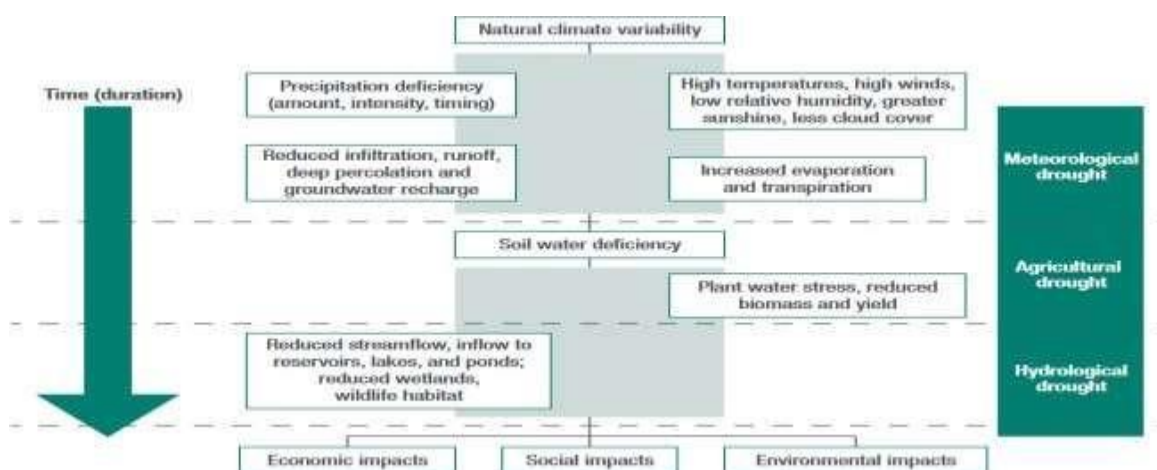 Natural climate variability
Time (duration)
Precipitation deficiency
(amount, intensity, timing)
High temperatures, high winds,
low relative humidity, greater
sunshine, less cloud cover
Reduced infiltration, runoff,
deep percolation and
groundwater recharge
Increased evaporation
and transpiration
Meteorological
drought
Soil water deficiency
Plant water stress, reduced
biomass and yield
Agricultural
drought
Reduced streamflow, inflow to
reservoirs, lakes, and ponds;
reduced wetlands,
wildlife habitat
Hydrological
drought
Economic impacts
Social impacts
Environmental impacts